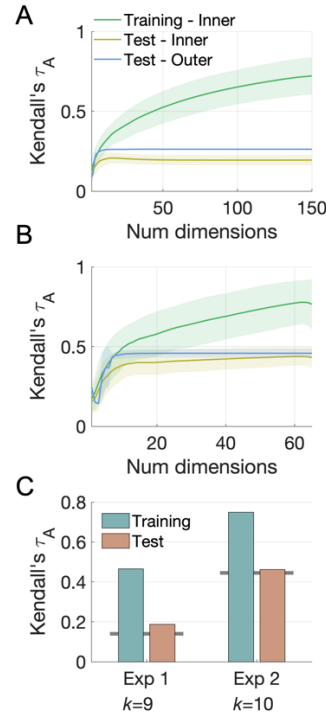 A
Training - Inner
Test - Inner
Test - Outer
1
0.5
0
Kendall's τA
50
100
150
Num dimensions
B
1
0.5
0
Kendall's τA
20
40
60
Num dimensions
C
0.8
0.6
0.4
0.2
0
Kendall's τA
Training
Test
Exp 1
Exp 2
k=9
k=10